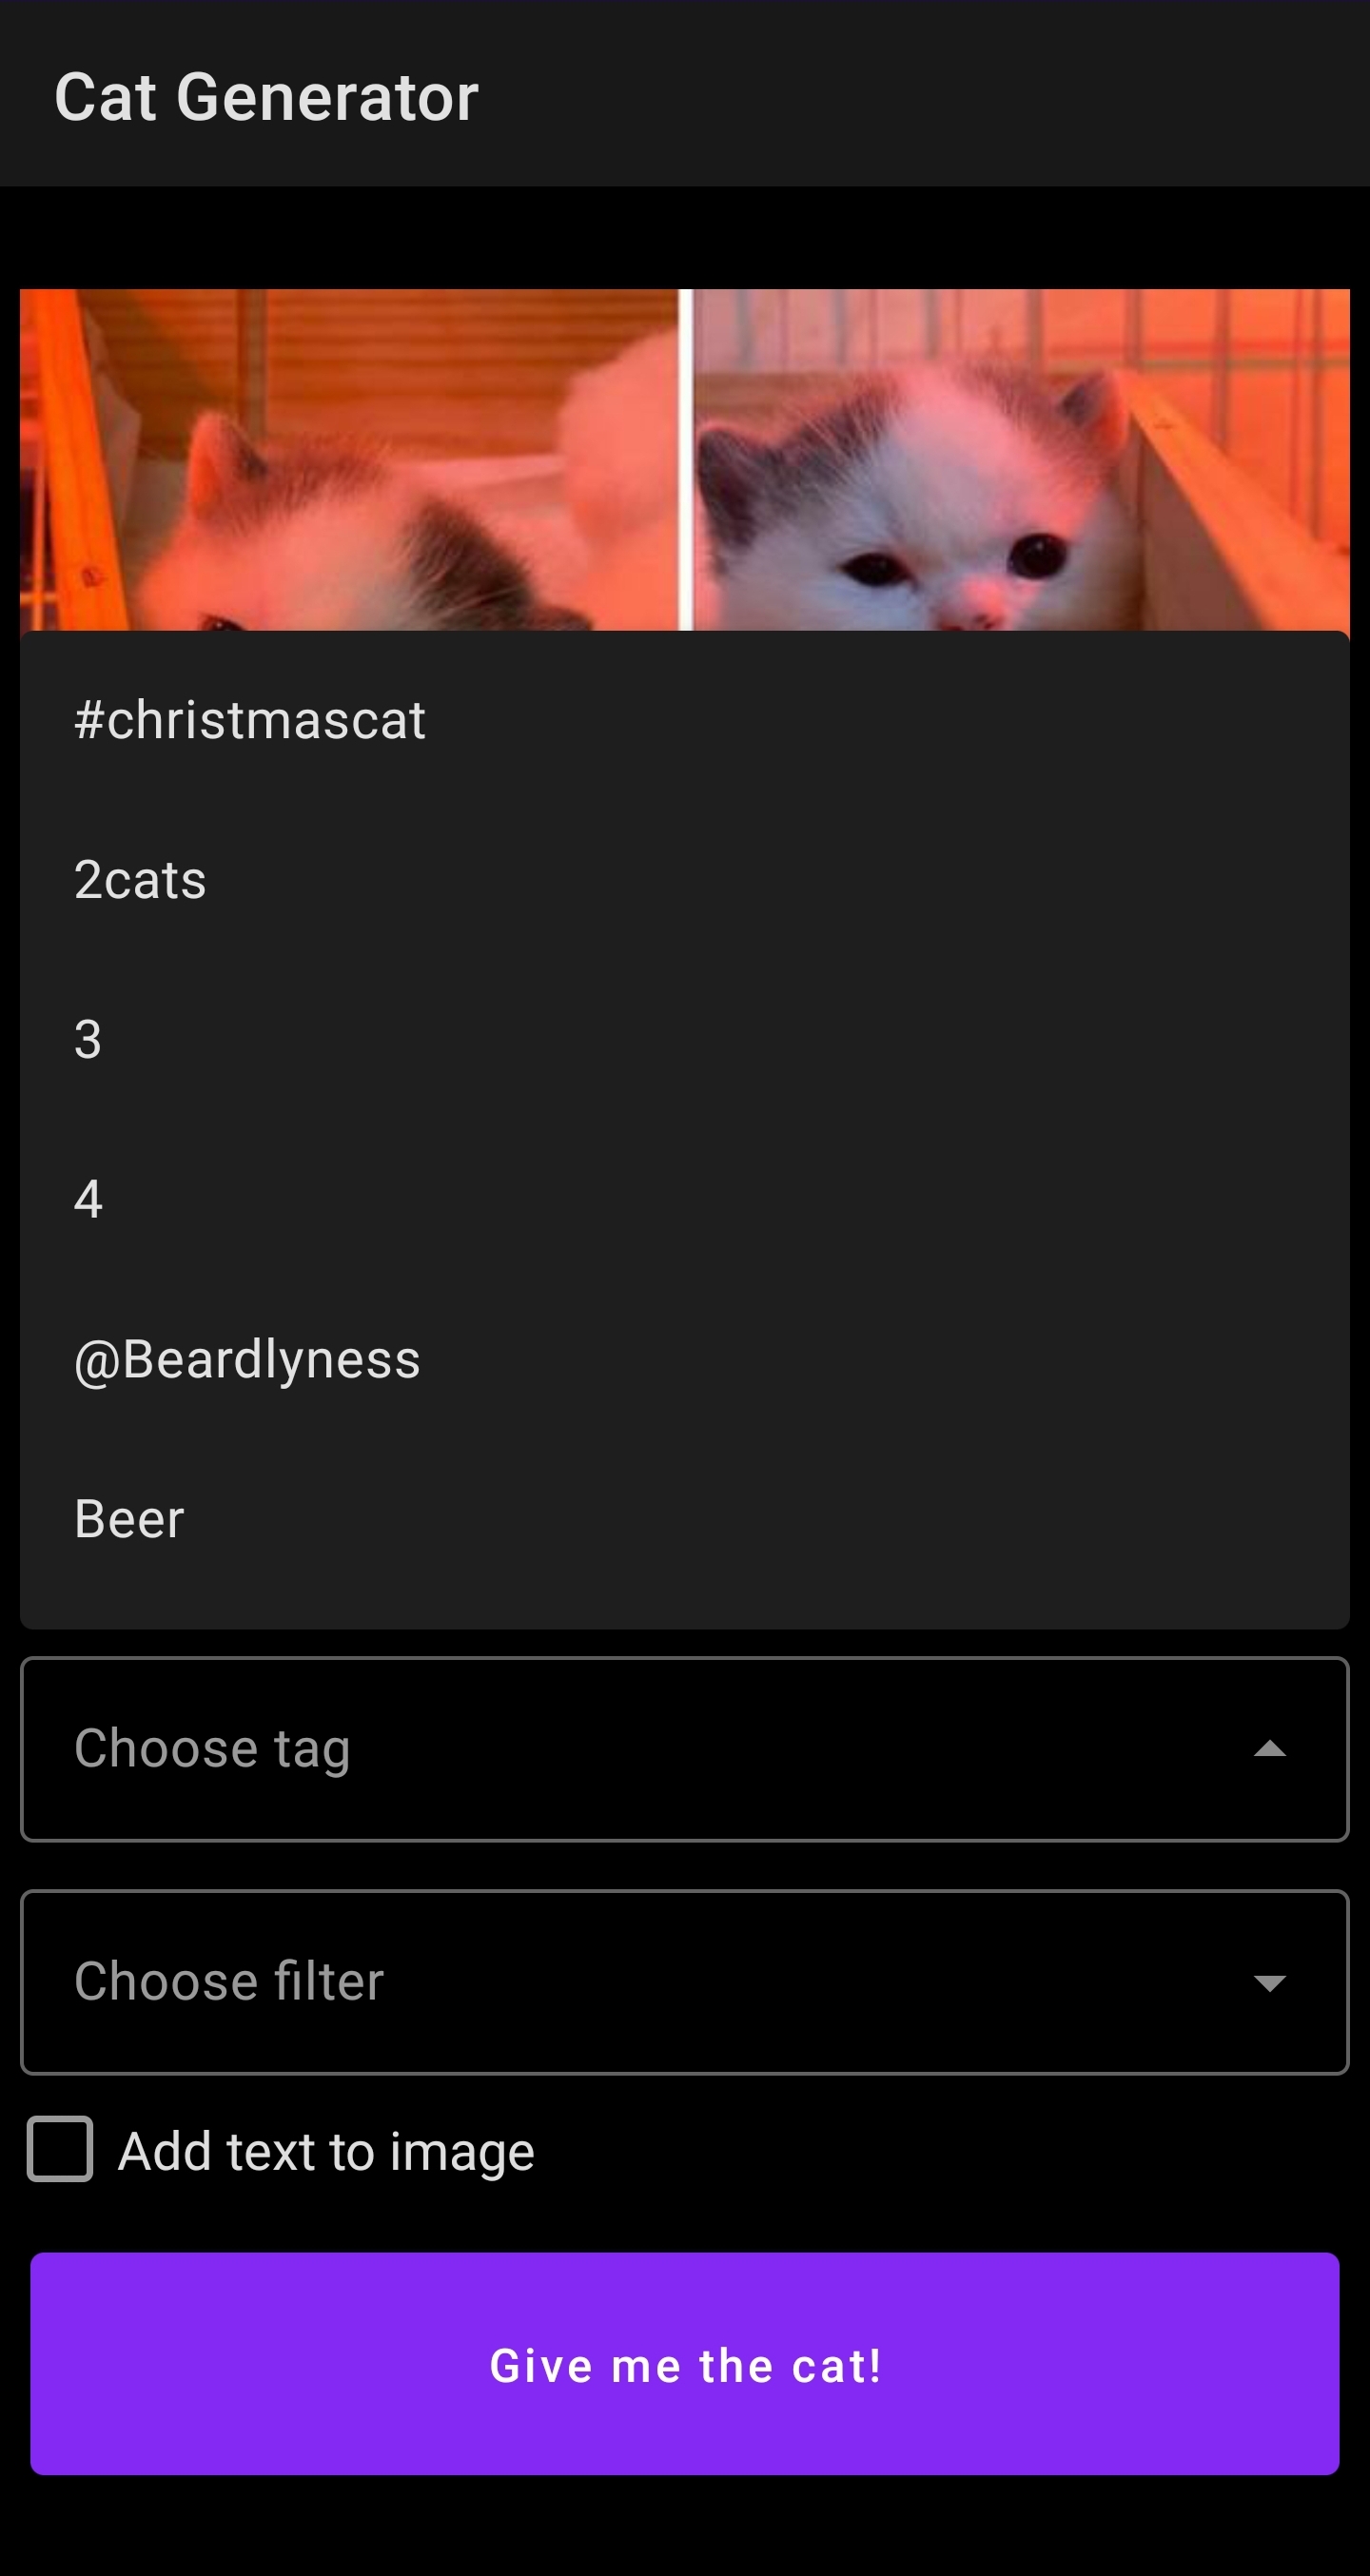 Cat Generator
#christmascat
2cats
3
4
@Beardlyness
Beer
Choose tag
Choose filter
Add text to image
Give me the cat!